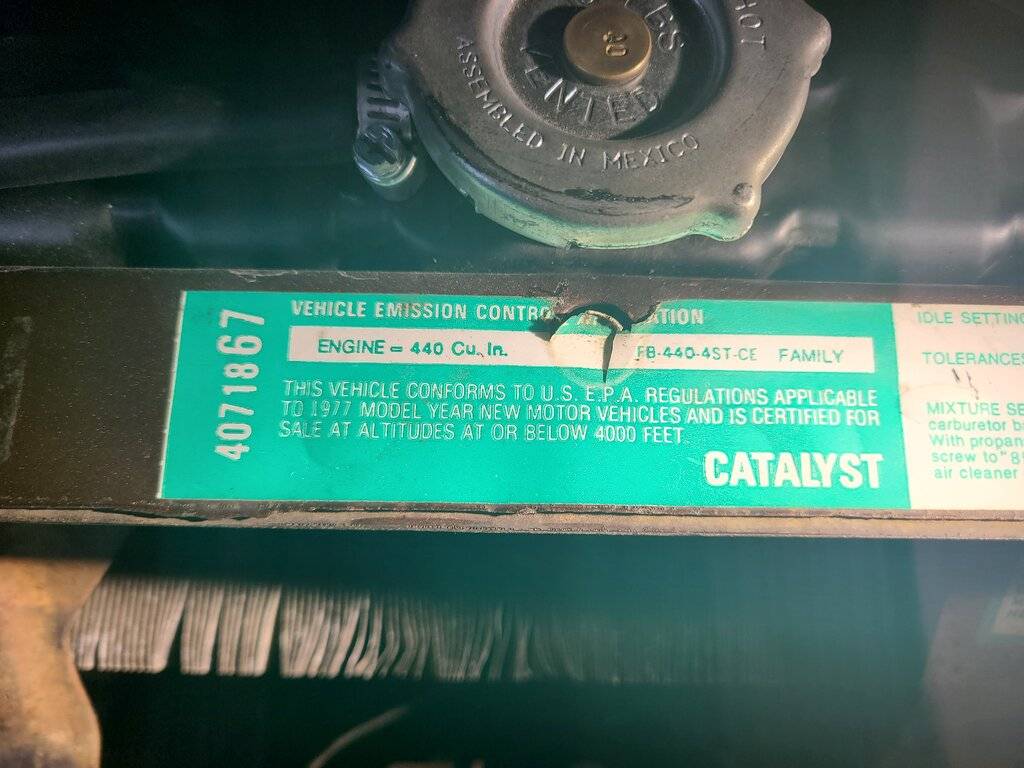 HOT
VENTED
30
ASSEMBLED IN MEXICO
4071867
VEHICLE EMISSION CONTRO ATION
ENGINE = 440 Cu. In. FB-440-4ST-CE FAMILY
THIS VEHICLE CONFORMS TO U.S. E.P.A. REGULATIONS APPLICABLE
TO 1977 MODEL YEAR NEW MOTOR VEHICLES AND IS CERTIFIED FOR
SALE AT ALTITUDES AT OR BELOW 4000 FEET
CATALYST
IDLE SETTING
TOLERANCES
MIXTURE SE
carburetor b
With propan
screw to "8
air cleaner